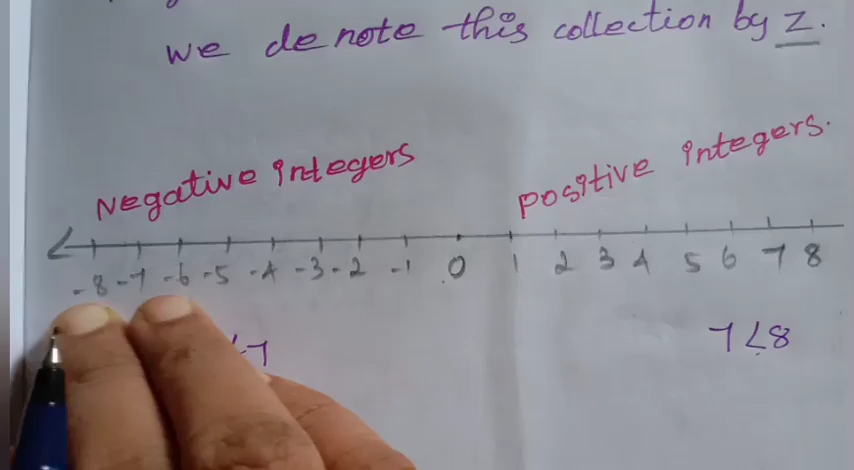 we denote this collection by Z.
Negative integers
positive integers.
-8 -7 -6 -5 -4 -3 -2 -1 0 1 2 3 4 5 6 7 8
7 < 8